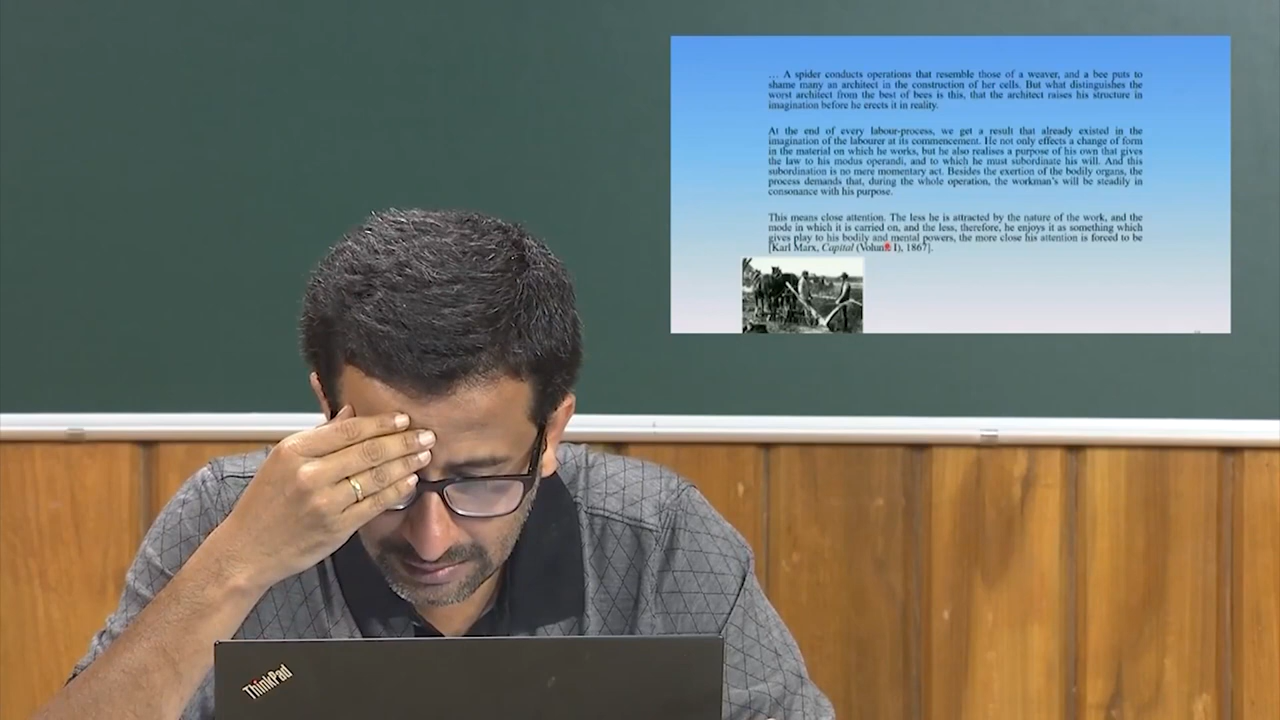 ... A spider conducts operations that resemble those of a weaver, and a bee puts to
shame many an architect in the construction of her cells. But what distinguishes the
worst architect from the best of bees is this, that the architect raises his structure in
imagination before he erects it in reality.
At the end of every labour-process, we get a result that already existed in the
imagination of the labourer at its commencement. He not only effects a change of form
in the material on which he works, but he also realises a purpose of his own that gives
the law to his modus operandi, and to which he must subordinate his will. And this
subordination is no mere momentary act. Besides the exertion of the bodily organs, the
process demands that, during the whole operation, the workman's will be steadily in
consonance with his purpose.
This means close attention. The less he is attracted by the nature of the work, and the
mode in which it is carried on, and the less, therefore, he enjoys it as something which
gives play to his bodily and mental powers, the more close his attention is forced to be
[Karl Marx, Capital (Volume I), 1867].
ThinkPad